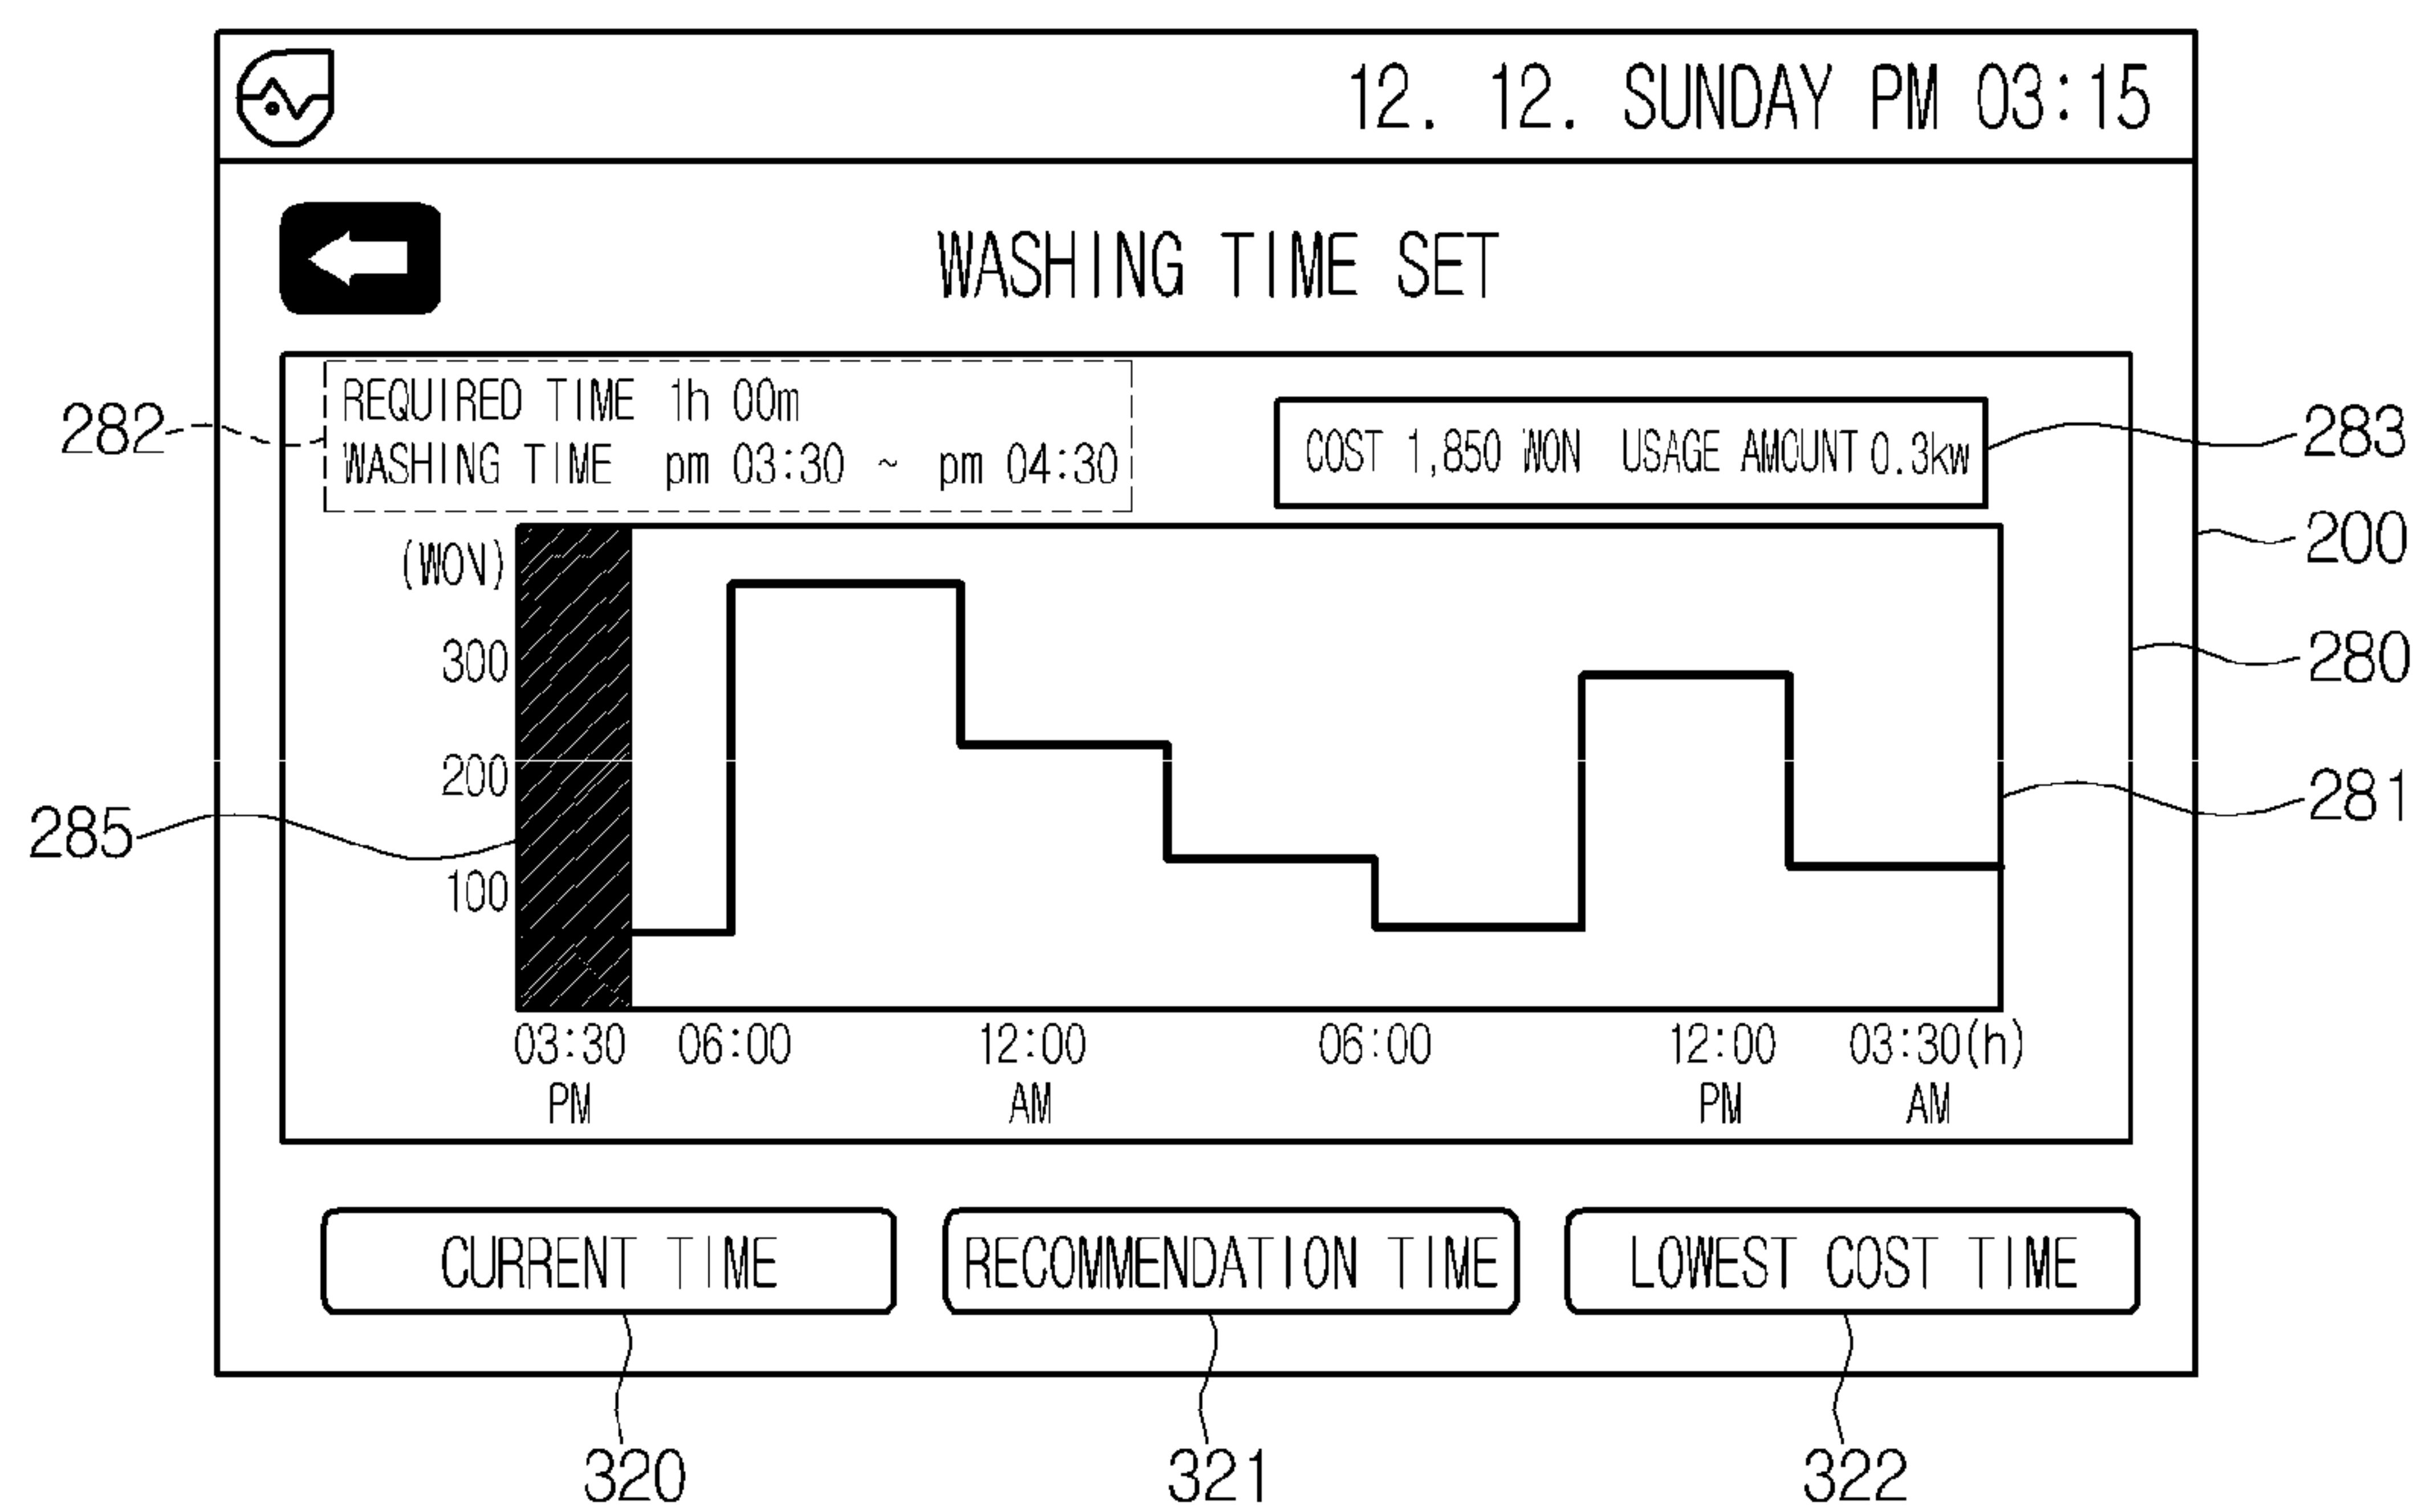 12. 12. SUNDAY PM 03:15
WASHING TIME SET
REQUIRED TIME 1h 00m
WASHING TIME pm 03:30 ~ pm 04:30
COST 1,850 WON USAGE AMOUNT 0.3kw
282
283
200
280
281
285
(WON)
300
200
100
03:30 06:00 12:00 06:00 12:00 03:30(h)
PM AM PM AM
CURRENT TIME RECOMMENDATION TIME LOWEST COST TIME
320 321 322